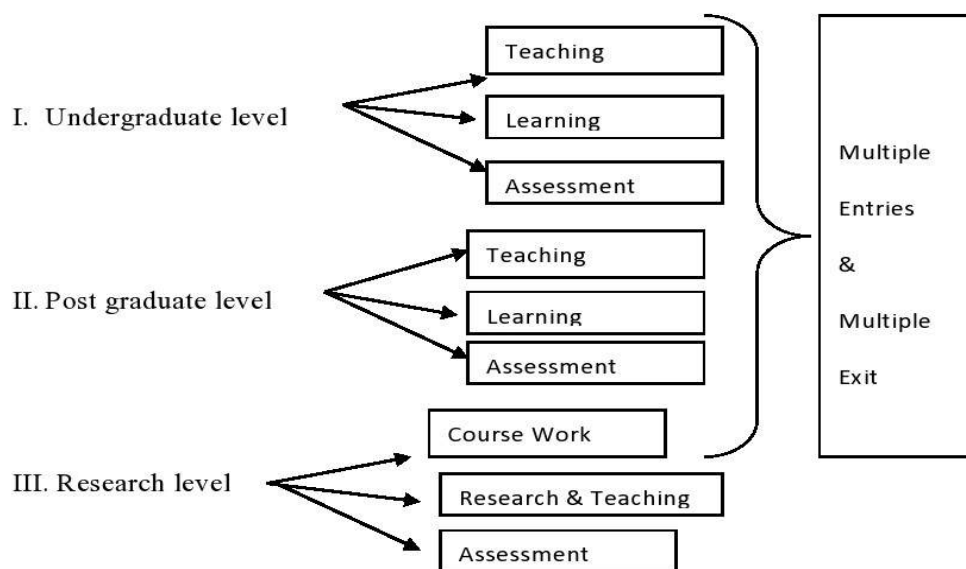 Teaching
I. Undergraduate level
Learning
Assessment
Teaching
II. Post graduate level
Learning
Assessment
Course Work
III. Research level
Research & Teaching
Assessment
Multiple
Entries
&
Multiple
Exit